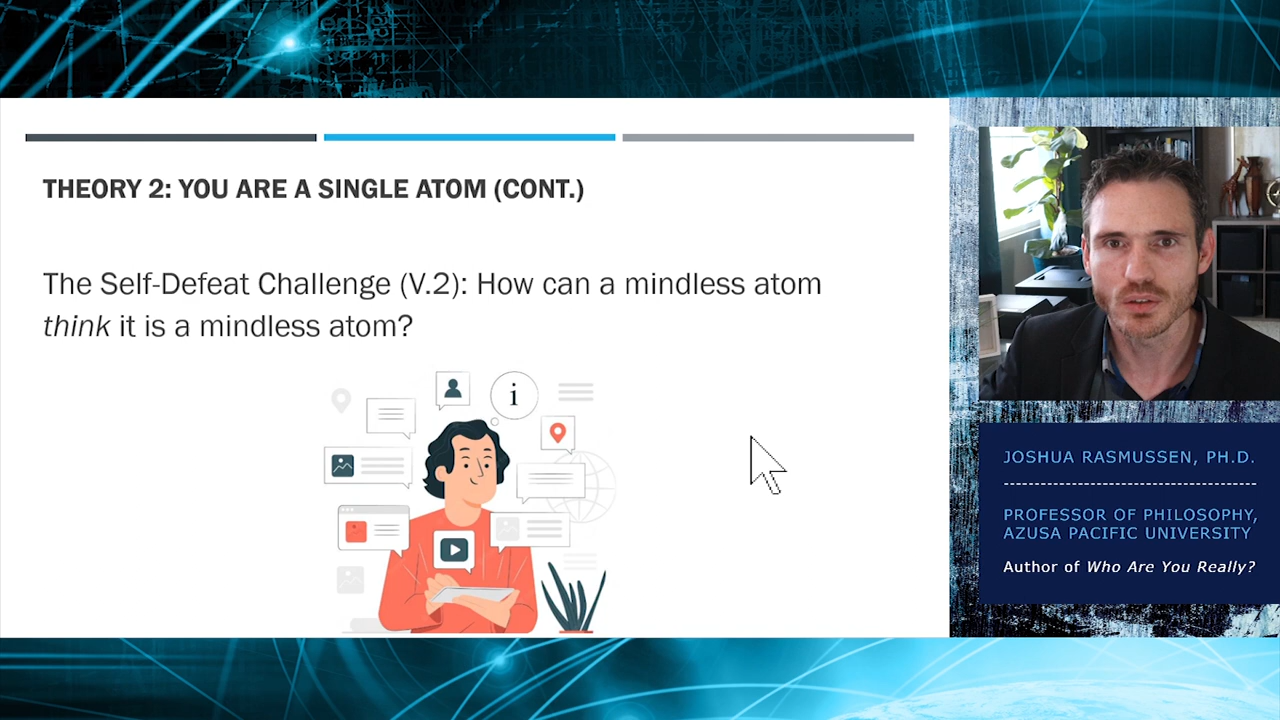 THEORY 2: YOU ARE A SINGLE ATOM (CONT.)
The Self-Defeat Challenge (V.2): How can a mindless atom
think it is a mindless atom?
i
JOSHUA RASMUSSEN, PH.D.
----------------------------------------
PROFESSOR OF PHILOSOPHY,
AZUSA PACIFIC UNIVERSITY
Author of Who Are You Really?